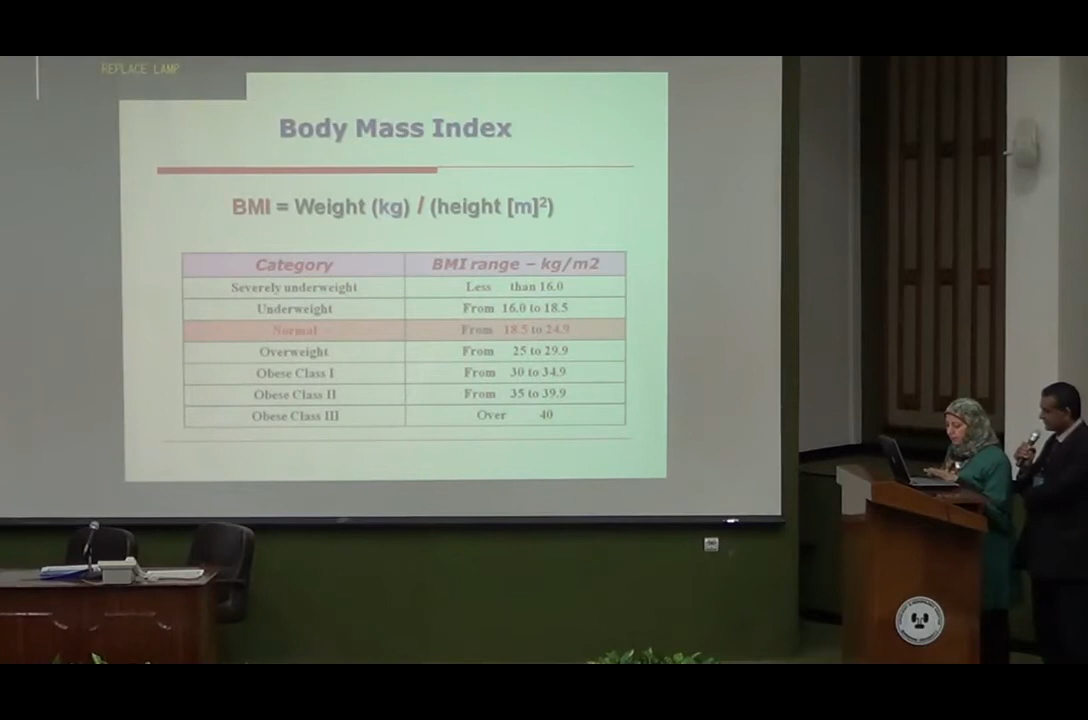 REPLACE LAMP
Body Mass Index
BMI = Weight (kg) / (height [m]²)
Category BMI range – kg/m2
Severely underweight Less than 16.0
Underweight From 16.0 to 18.5
Normal From 18.5 to 24.9
Overweight From 25 to 29.9
Obese Class I From 30 to 34.9
Obese Class II From 35 to 39.9
Obese Class III Over 40